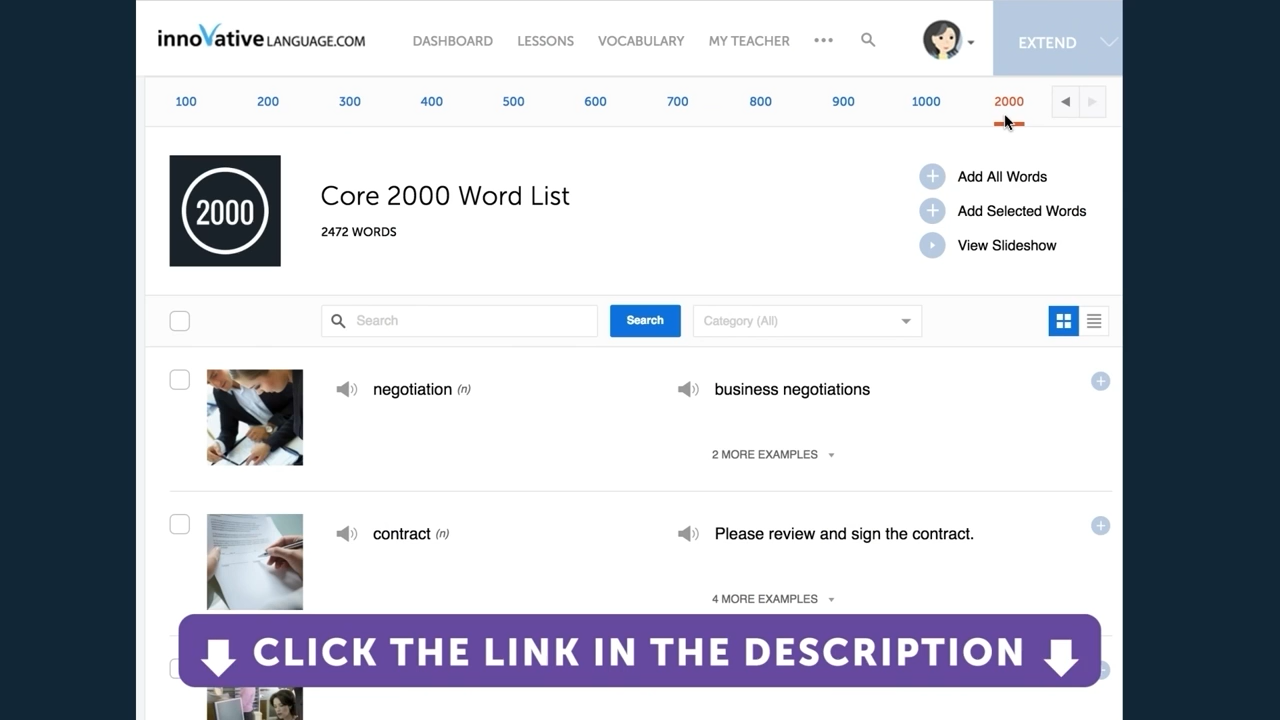 innoVative LANGUAGE.COM
DASHBOARD LESSONS VOCABULARY MY TEACHER ••• EXTEND
100 200 300 400 500 600 700 800 900 1000 2000
2000
Core 2000 Word List
2472 WORDS
Add All Words
Add Selected Words
View Slideshow
Search Search Category (All)
negotiation (n) business negotiations
2 MORE EXAMPLES
contract (n) Please review and sign the contract.
4 MORE EXAMPLES
CLICK THE LINK IN THE DESCRIPTION